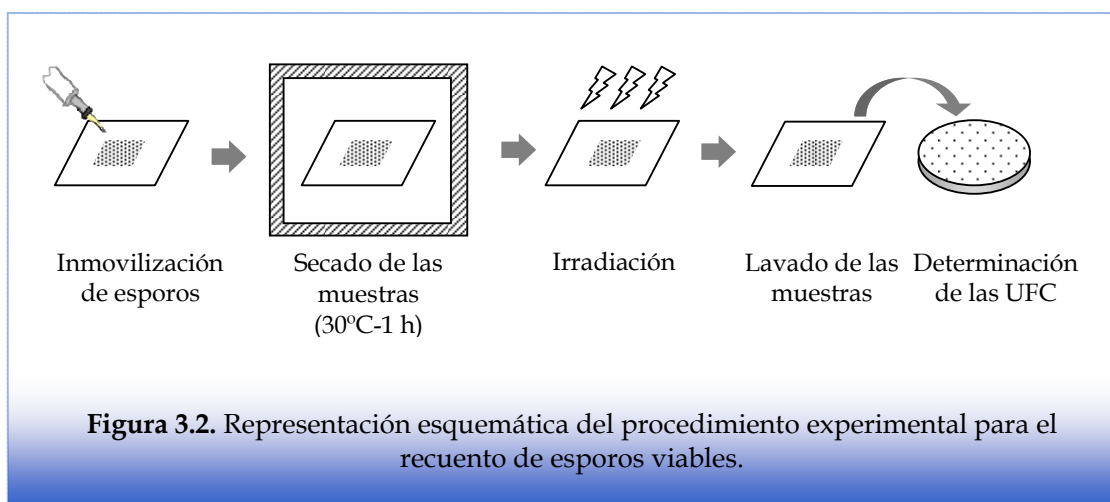 Inmovilización
de esporos
Secado de las
muestras
(30ºC-1 h)
Irradiación
Lavado de las
muestras
Determinación
de las UFC
Figura 3.2. Representación esquemática del procedimiento experimental para el
recuento de esporos viables.